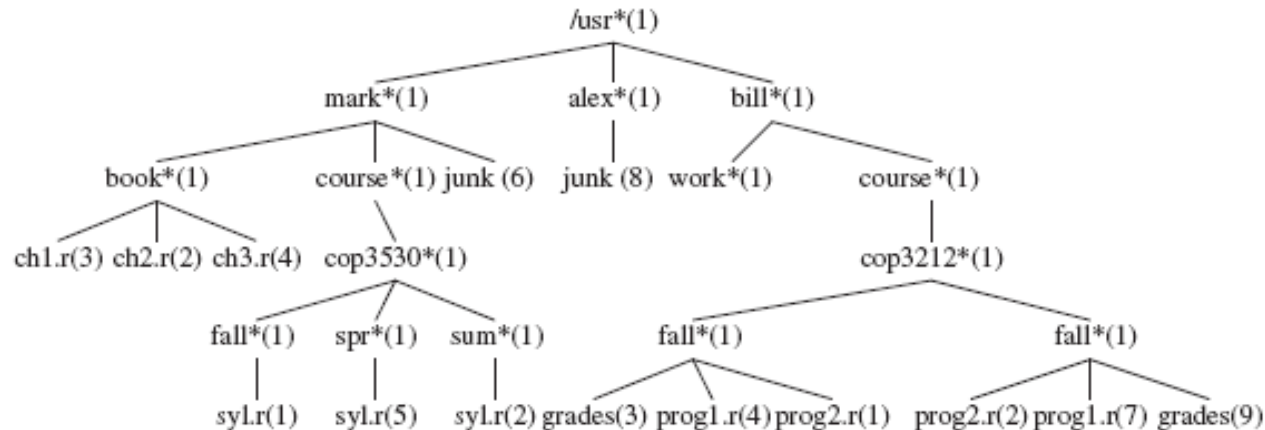 /usr*(1)
mark*(1) alex*(1) bill*(1)
book*(1) course*(1) junk (6) junk (8) work*(1) course*(1)
ch1.r(3) ch2.r(2) ch3.r(4) cop3530*(1) cop3212*(1)
fall*(1) spr*(1) sum*(1) fall*(1) fall*(1)
syl.r(1) syl.r(5) syl.r(2) grades(3) prog1.r(4) prog2.r(1) prog2.r(2) prog1.r(7) grades(9)